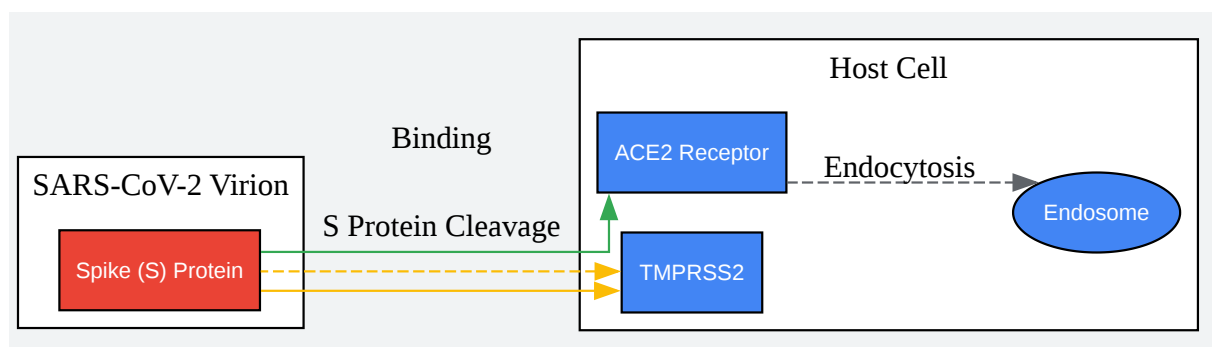 Host Cell
Binding
ACE2 Receptor
Endocytosis
SARS-CoV-2 Virion
S Protein Cleavage
Endosome
Spike (S) Protein
TMPRSS2